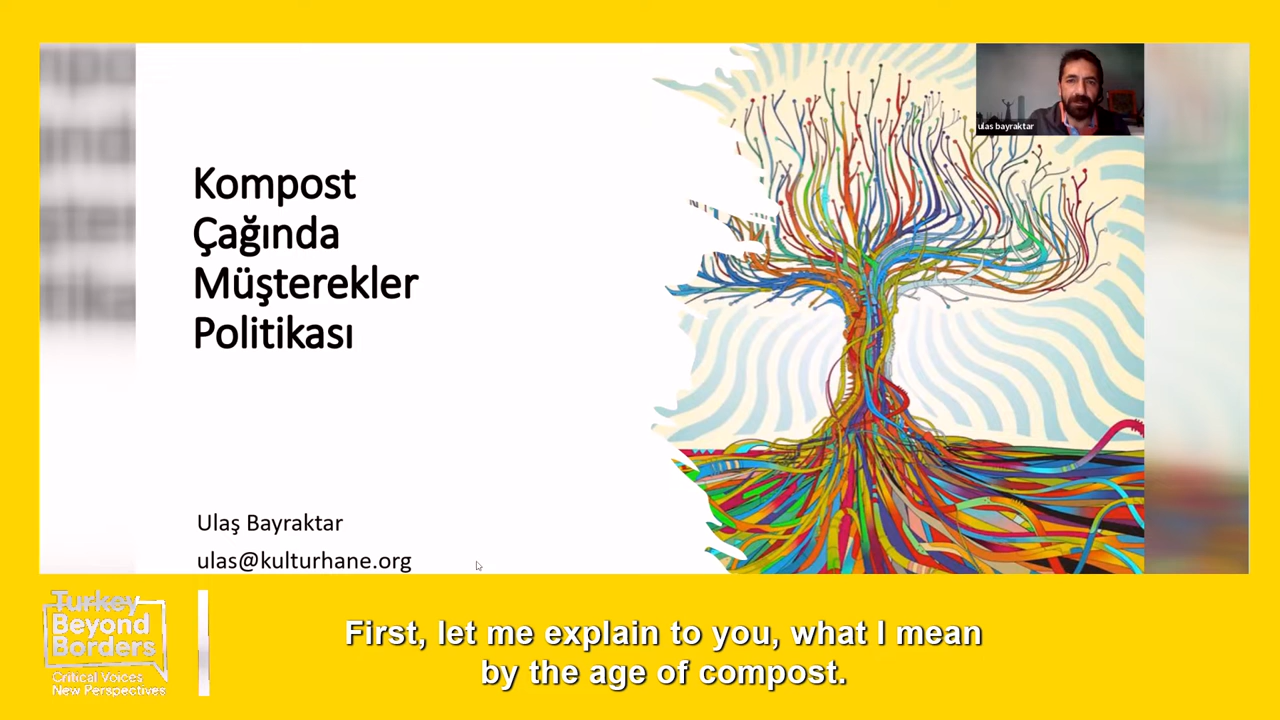 Kompost
Çağında
Müşterekler
Politikası
Ulaş Bayraktar
ulas@kulturhane.org
ulas bayraktar
Turkey
Beyond
Borders
Critical Voices
New Perspectives
First, let me explain to you, what I mean
by the age of compost.